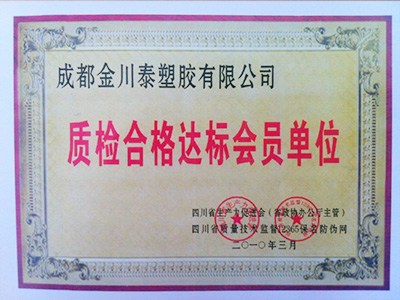 成都金川泰塑胶有限公司
质检合格达标会员单位
四川省生产力促进会（省政协办公厅主管）
四川省质量技术监督12365保名防伪网
二〇一〇年三月